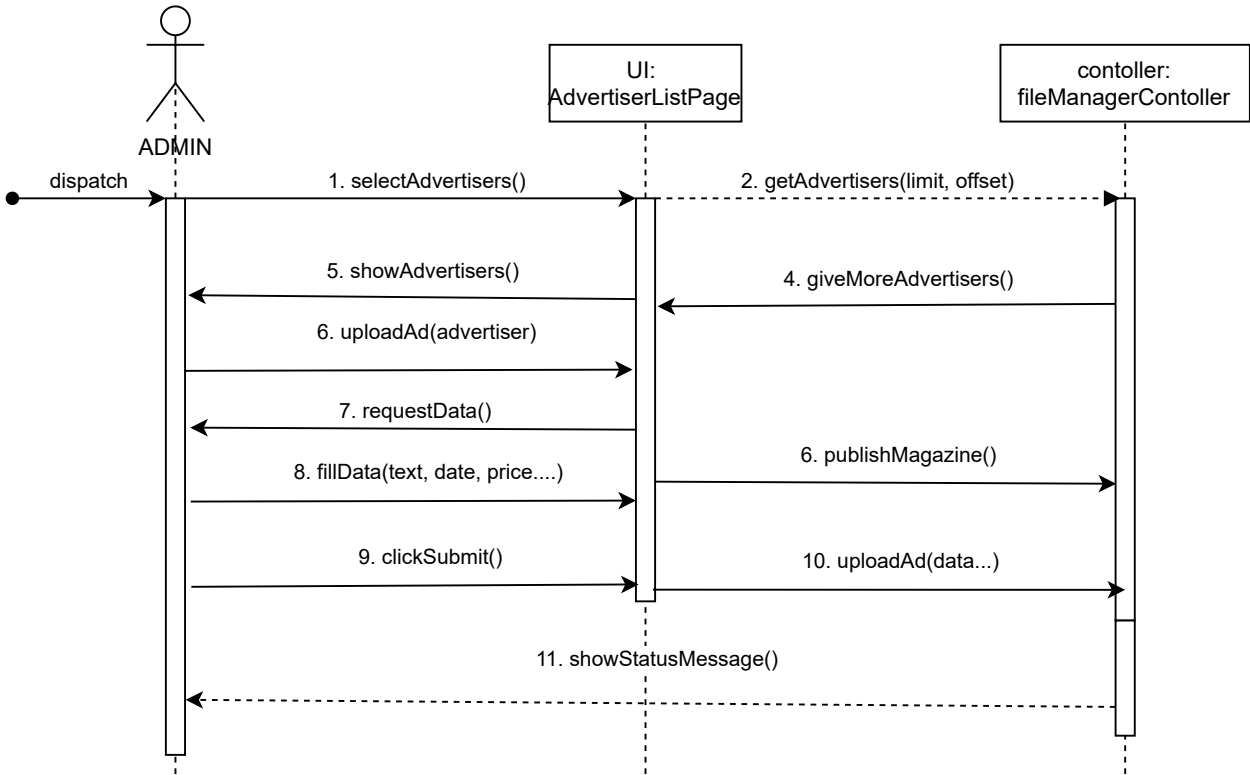 UI:
AdvertiserListPage
contoller:
fileManagerContoller
ADMIN
dispatch
1. selectAdvertisers()
2. getAdvertisers(limit, offset)
5. showAdvertisers()
4. giveMoreAdvertisers()
6. uploadAd(advertiser)
7. requestData()
8. fillData(text, date, price....)
6. publishMagazine()
9. clickSubmit()
10. uploadAd(data...)
11. showStatusMessage()